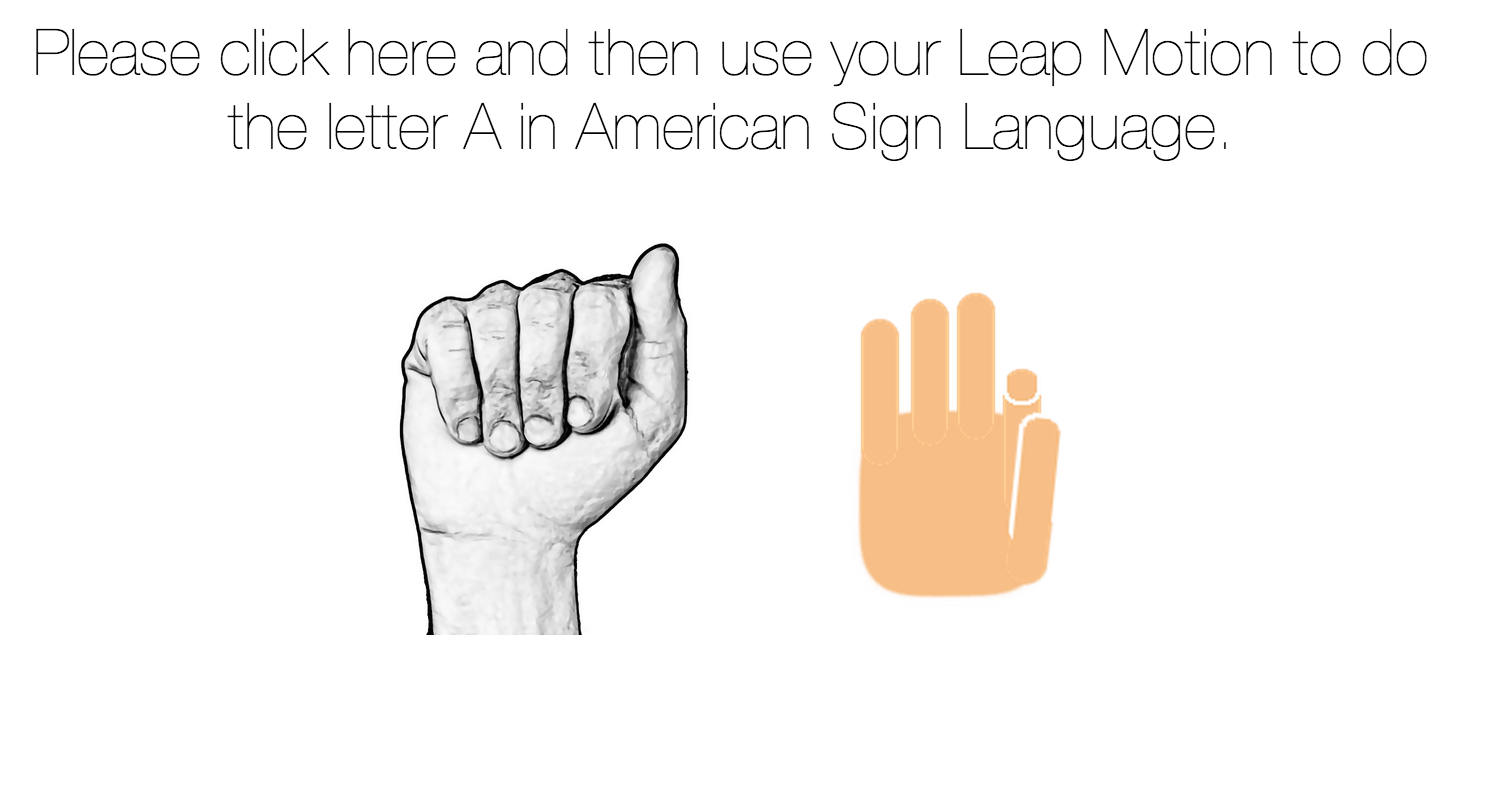 Please click here and then use your Leap Motion to do
the letter A in American Sign Language.